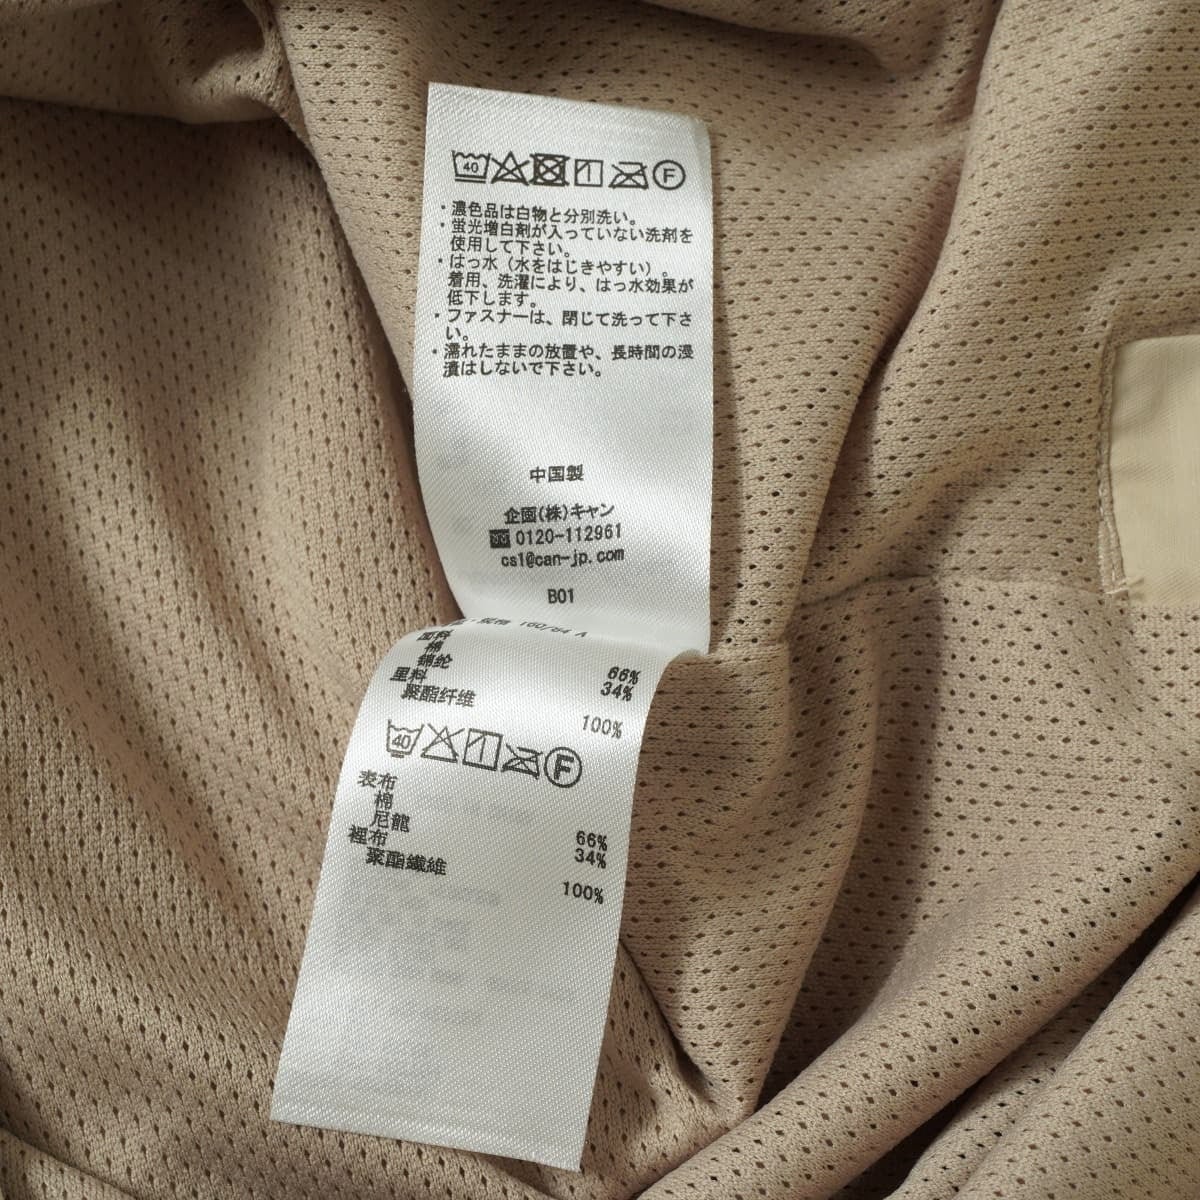 40 F
・濃色品は白物と分別洗い。
・蛍光増白剤が入っていない洗剤を
使用して下さい。
・はっ水（水をはじきやすい）。
着用、洗濯により、はっ水効果が
低下します。
・ファスナーは、閉じて洗って下さ
い。
・濡れたままの放置や、長時間の浸
漬はしないで下さい。
中国製
企画(株)キャン
0120-112961
cs1@can-jp.com
B01
160/84
面料
棉
锦纶 66%
里料 34%
聚酯纤维
100%
40 F
表布
棉
尼龍 66%
裡布 34%
聚酯纖維
100%